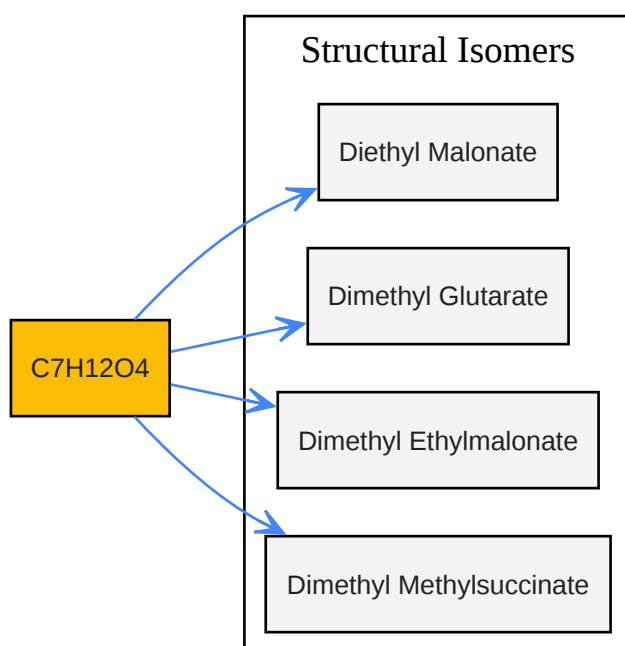 Structural Isomers
Diethyl Malonate
Dimethyl Glutarate
C7H12O4
Dimethyl Ethylmalonate
Dimethyl Methylsuccinate